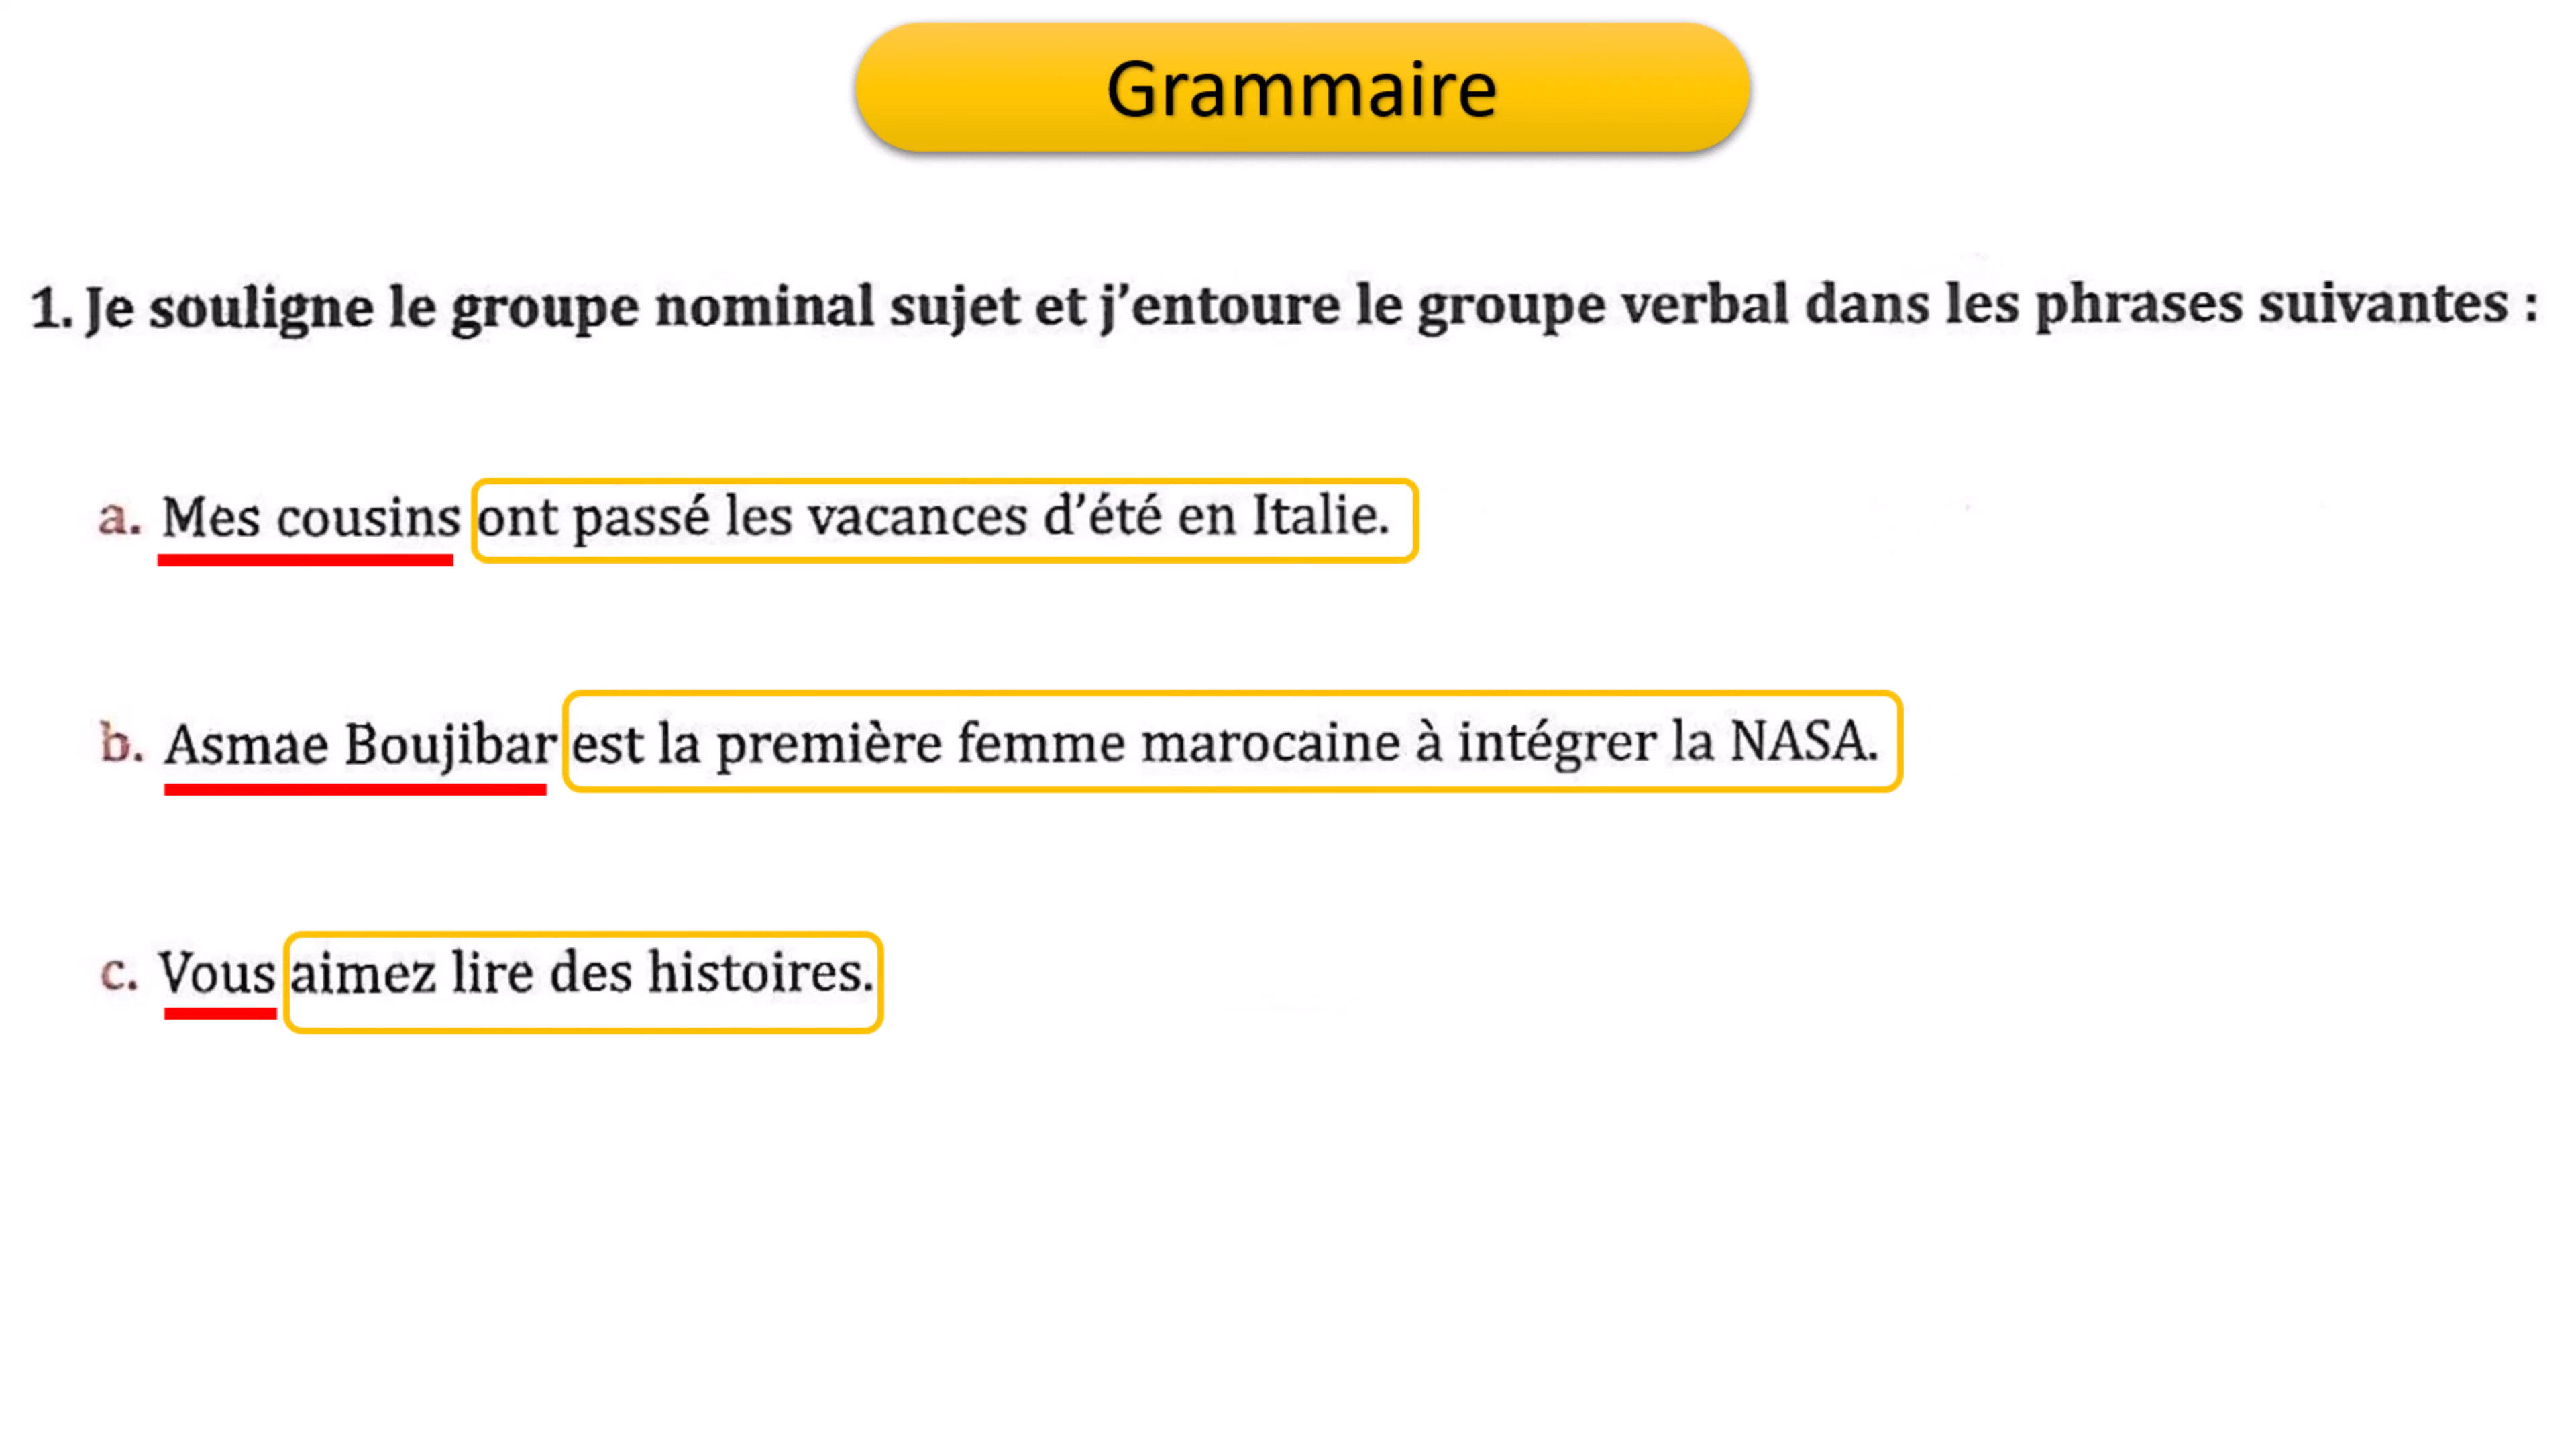 Grammaire
1. Je souligne le groupe nominal sujet et j’entoure le groupe verbal dans les phrases suivantes :
a. Mes cousins ont passé les vacances d’été en Italie.
b. Asmae Boujibar est la première femme marocaine à intégrer la NASA.
c. Vous aimez lire des histoires.